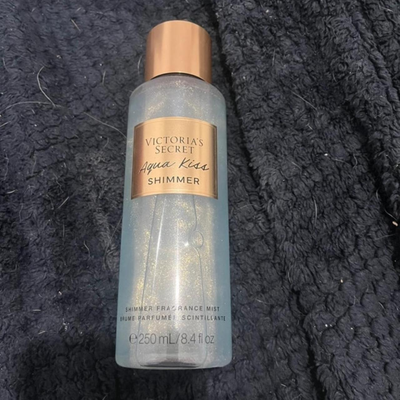 VICTORIA'S
SECRET
Aqua Kiss
SHIMMER
SHIMMER FRAGRANCE MIST
BRUME PARFUMÉE SCINTILLANTE
℮ 250 mL/8.4 fl oz